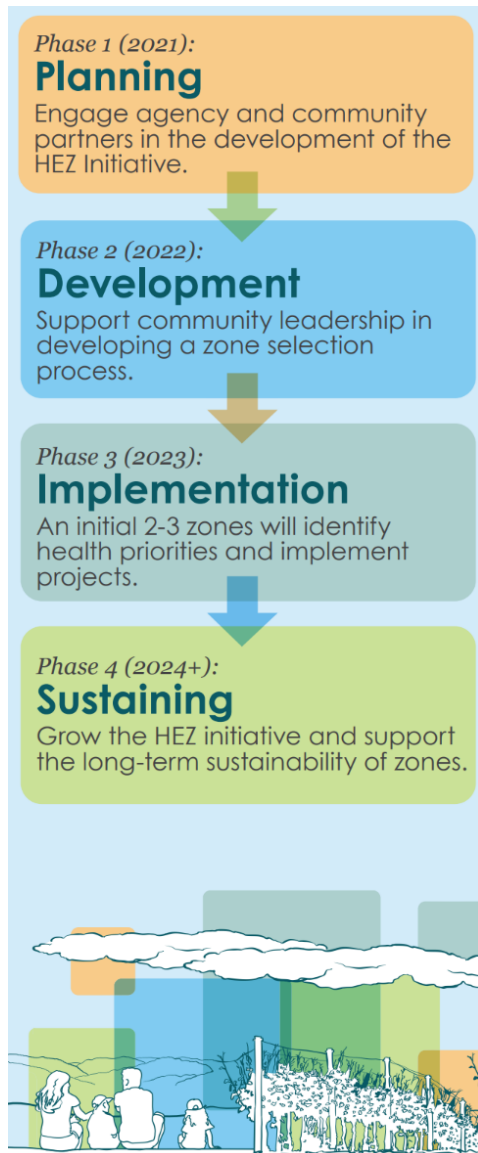 Phase 1 (2021):
Planning
Engage agency and community
partners in the development of the
HEZ Initiative.
Phase 2 (2022):
Development
Support community leadership in
developing a zone selection
process.
Phase 3 (2023):
Implementation
An initial 2-3 zones will identify
health priorities and implement
projects.
Phase 4 (2024+):
Sustaining
Grow the HEZ initiative and support
the long-term sustainability of zones.